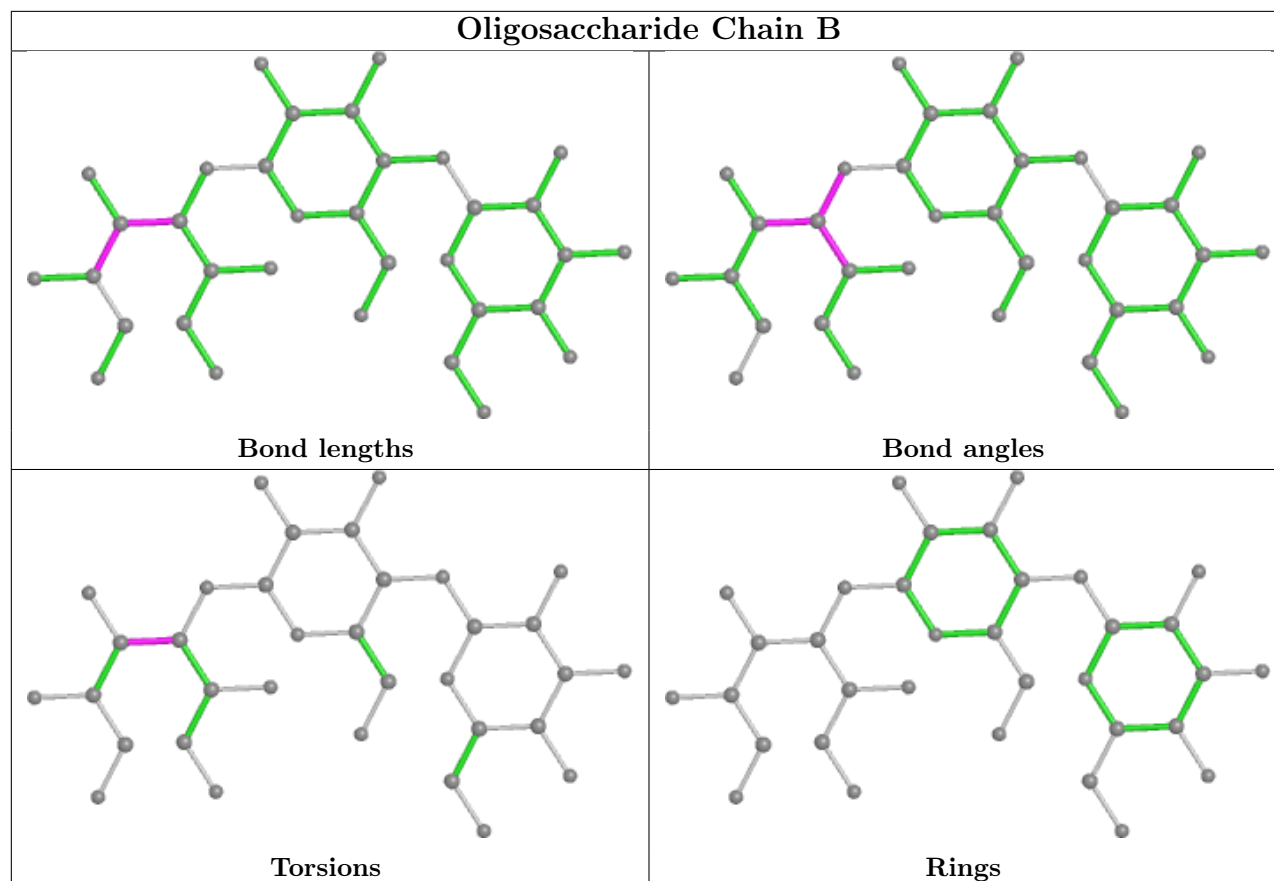 Oligosaccharide Chain B
Bond lengths
Bond angles
Torsions
Rings